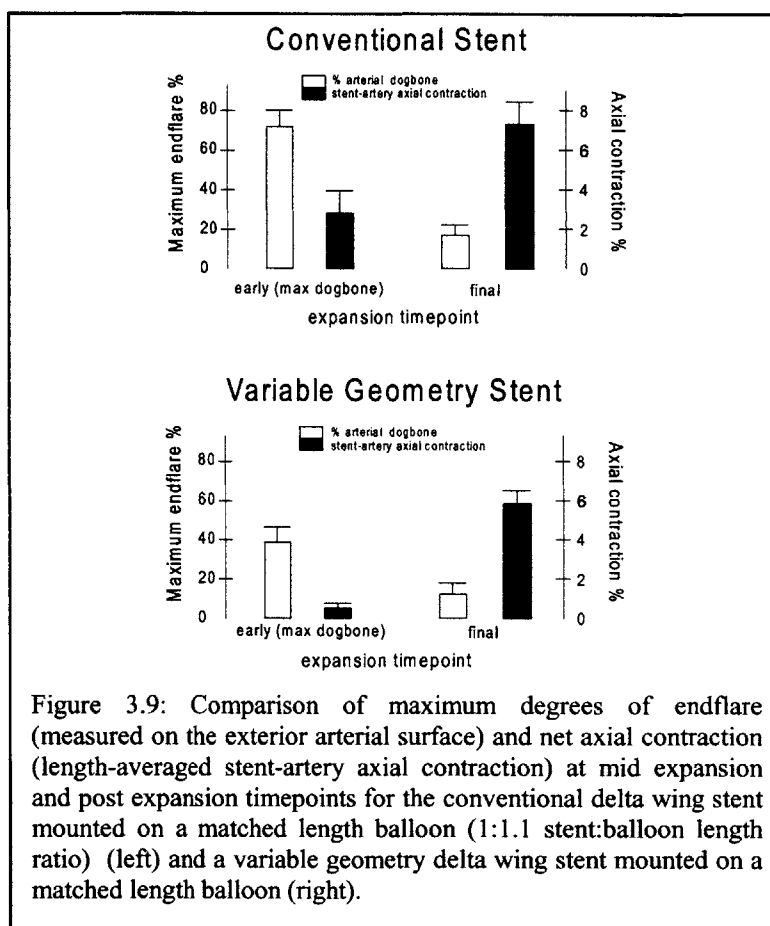 Conventional Stent
% arterial dogbone
stent-artery axial contraction
Maximum endflare %
80
60
40
20
0
8
6
4
2
0
Axial contraction %
early (max dogbone)
final
expansion timepoint
Variable Geometry Stent
% arterial dogbone
stent-artery axial contraction
Maximum endflare %
80
60
40
20
0
8
6
4
2
0
Axial contraction %
early (max dogbone)
final
expansion timepoint
Figure 3.9: Comparison of maximum degrees of endflare
(measured on the exterior arterial surface) and net axial contraction
(length-averaged stent-artery axial contraction) at mid expansion
and post expansion timepoints for the conventional delta wing stent
mounted on a matched length balloon (1:1.1 stent:balloon length
ratio) (left) and a variable geometry delta wing stent mounted on a
matched length balloon (right).